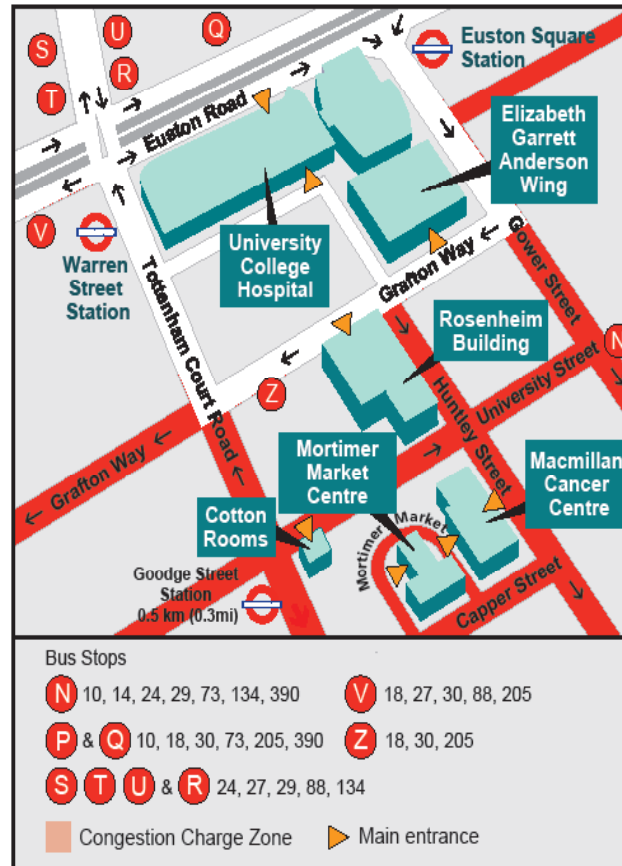 S
U
Q
T
R
Euston Square
Station
Euston Road
Elizabeth
Garrett
Anderson
Wing
V
Warren
Street
Station
University
College
Hospital
Tottenham Court Road
Grafton Way
Gower Street
Rosenheim
Building
N
University Street
Huntley Street
Z
Grafton Way
Mortimer
Market
Centre
Macmillan
Cancer
Centre
Cotton
Rooms
Mortimer Market
Goodge Street
Station
0.5 km (0.3mi)
Capper Street
Bus Stops
N 10, 14, 24, 29, 73, 134, 390
V 18, 27, 30, 88, 205
P & Q 10, 18, 30, 73, 205, 390
Z 18, 30, 205
S T U & R 24, 27, 29, 88, 134
Congestion Charge Zone
Main entrance